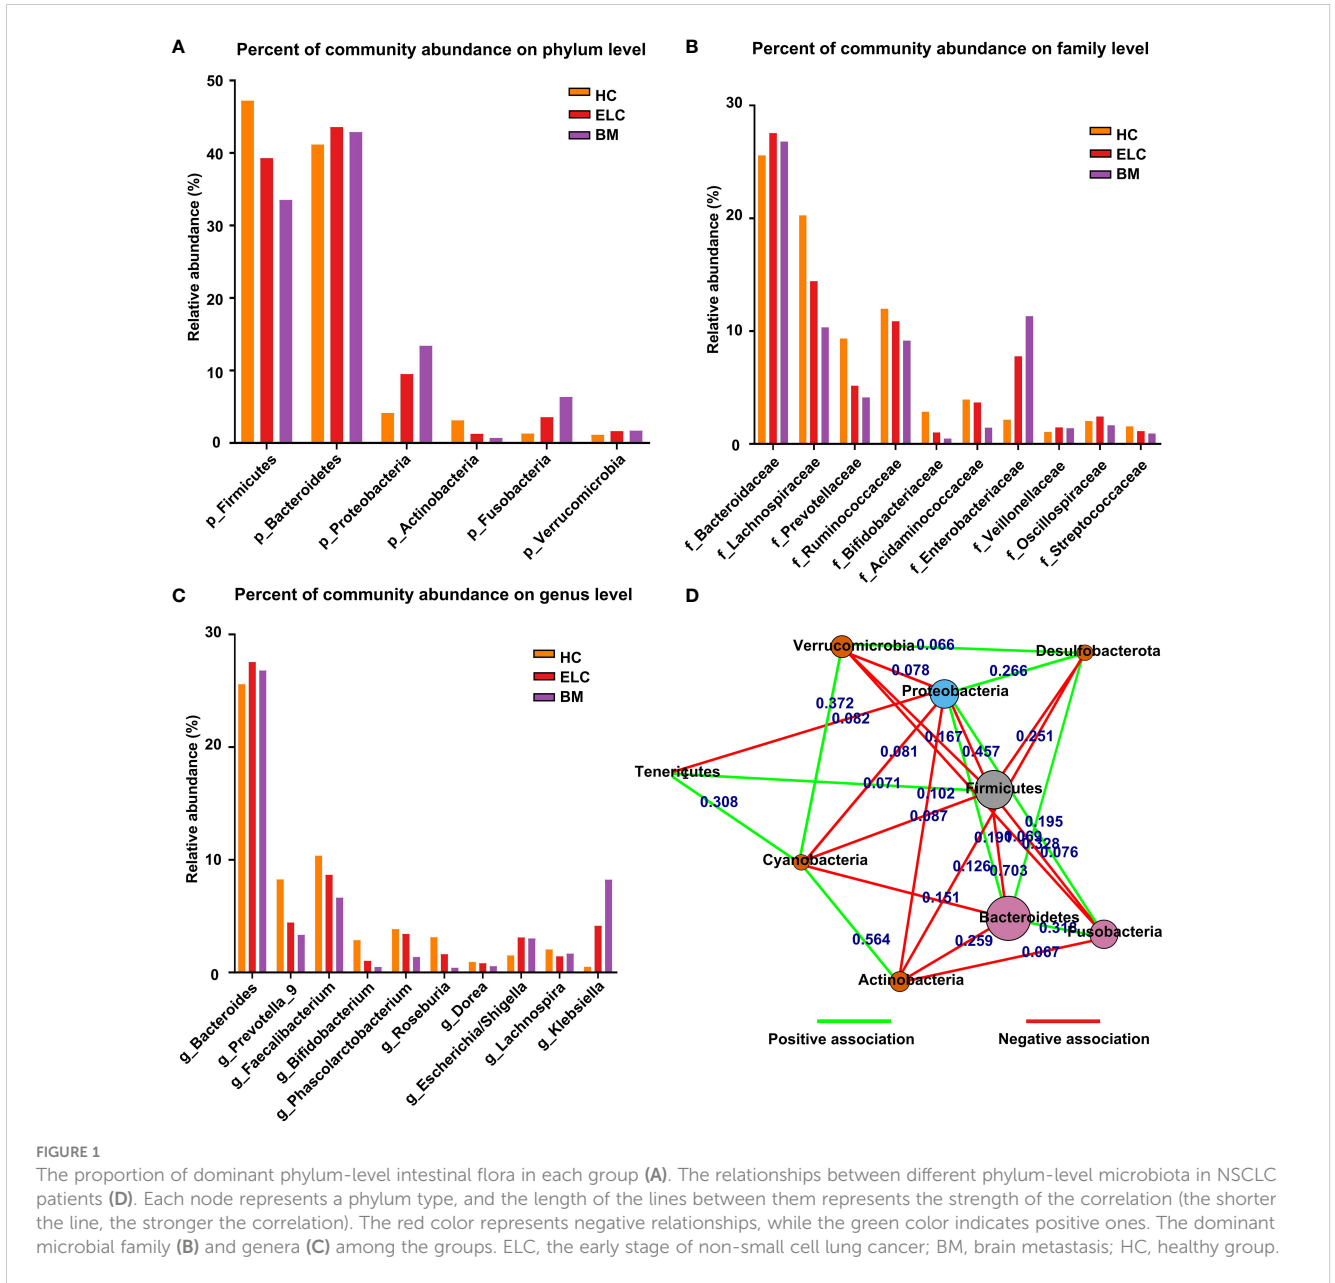 A
Percent of community abundance on phylum level
50
40
30
20
10
0
Relative abundance (%)
HC
ELC
BM
p_Firmicutes
p_Bacteroidetes
p_Proteobacteria
p_Actinobacteria
p_Fusobacteria
p_Verrucomicrobia
B
Percent of community abundance on family level
30
20
10
0
Relative abundance (%)
HC
ELC
BM
f_Bacteroidaceae
f_Lachnospiraceae
f_Prevotellaceae
f_Ruminococcaceae
f_Bifidobacteriaceae
f_Acidaminococcaceae
f_Enterobacteriaceae
f_Veillonellaceae
f_Oscillospiraceae
f_Streptococcaceae
C
Percent of community abundance on genus level
30
20
10
0
Relative abundance (%)
HC
ELC
BM
g_Bacteroides
g_Prevotella_9
g_Faecalibacterium
g_Bifidobacterium
g_Phascolarctobacterium
g_Roseburia
g_Dorea
g_Escherichia/Shigella
g_Lachnospira
g_Klebsiella
D
Verrucomicrobia
0.066
Desulfobacterota
0.078
0.266
Proteobacteria
0.372
0.082
0.167
0.251
0.081
0.457
Tenericutes
0.071
Firmicutes
0.308
0.102
0.087
0.195
0.069
0.328
0.076
Cyanobacteria
0.126
0.703
0.151
Bacteroidetes
0.564
0.259
Fusobacteria
0.067
Actinobacteria
Positive association
Negative association
FIGURE 1
The proportion of dominant phylum-level intestinal flora in each group (A). The relationships between different phylum-level microbiota in NSCLC
patients (D). Each node represents a phylum type, and the length of the lines between them represents the strength of the correlation (the shorter
the line, the stronger the correlation). The red color represents negative relationships, while the green color indicates positive ones. The dominant
microbial family (B) and genera (C) among the groups. ELC, the early stage of non-small cell lung cancer; BM, brain metastasis; HC, healthy group.